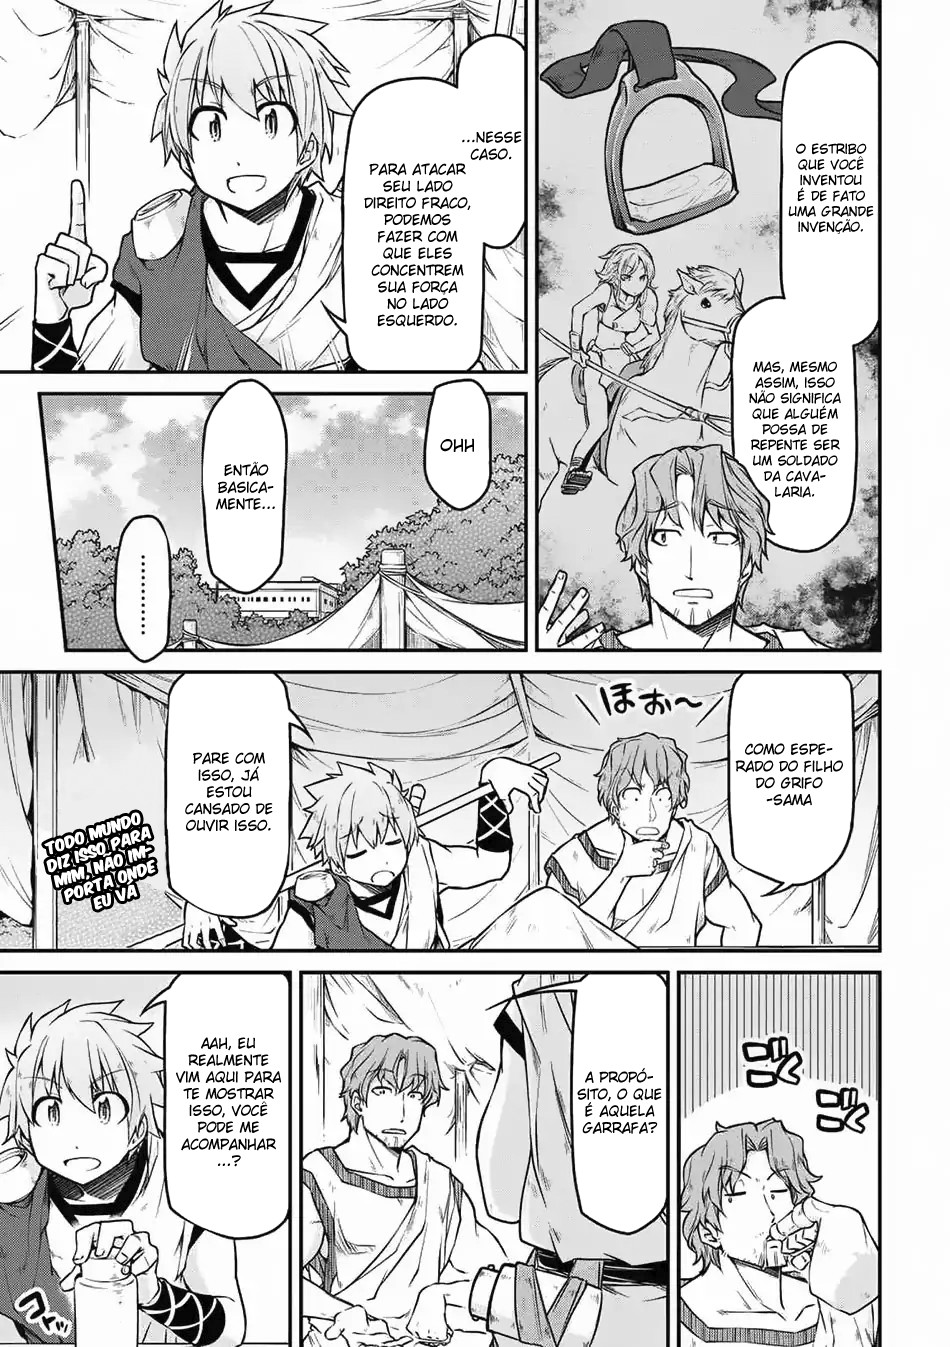 O ESTRIBO
QUE VOCÊ
INVENTOU
É DE FATO
UMA GRANDE
INVENÇÃO.
MAS, MESMO
ASSIM, ISSO
NÃO SIGNIFICA
QUE ALGUÉM
POSSA DE
REPENTE SER
UM SOLDADO
DA CAVA-
LARIA.
...NESSE
CASO.
PARA ATACAR
SEU LADO
DIREITO FRACO,
PODEMOS
FAZER COM
QUE ELES
CONCENTREM
SUA FORÇA
NO LADO
ESQUERDO.
OHH
ENTÃO
BASICA-
MENTE...
..........
ほぉ〜
COMO ESPE-
RADO DO FILHO
DO GRIFO
-SAMA
PARE COM
ISSO, JÁ
ESTOU
CANSADO DE
OUVIR ISSO.
TODO MUNDO
DIZ ISSO PARA
MIM, NÃO IM-
PORTA ONDE
EU VÁ
ごく
ごく
A PROPÓ-
SITO, O QUE
É AQUELA
GARRAFA?
AAH, EU
REALMENTE
VIM AQUI PARA
TE MOSTRAR
ISSO, VOCÊ
PODE ME
ACOMPANHAR
...?
クイッ